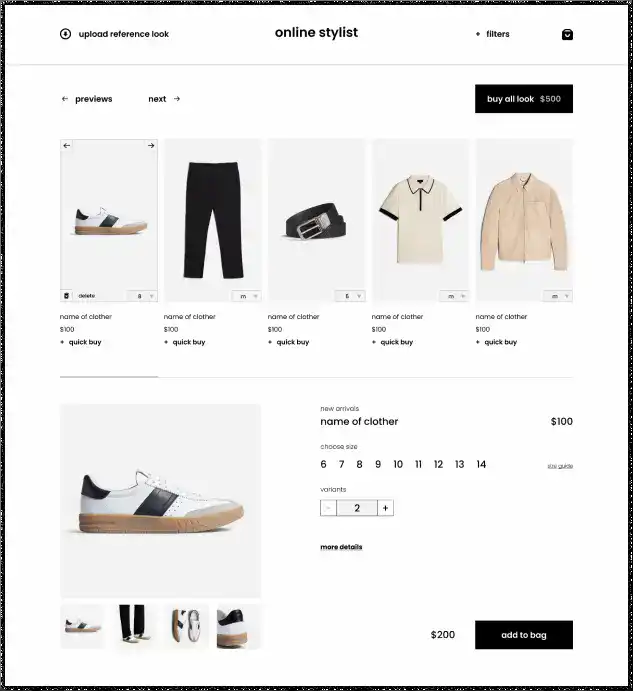 upload reference look
online stylist
+ filters
← previews
next →
buy all look $500
delete
8
m
m
m
name of clother
name of clother
name of clother
name of clother
name of clother
$100
$100
$100
$100
$100
+ quick buy
+ quick buy
+ quick buy
+ quick buy
+ quick buy
new arrivals
name of clother
$100
choose size
6 7 8 9 10 11 12 13 14
size guide
variants
- 2 +
more details
$200
add to bag